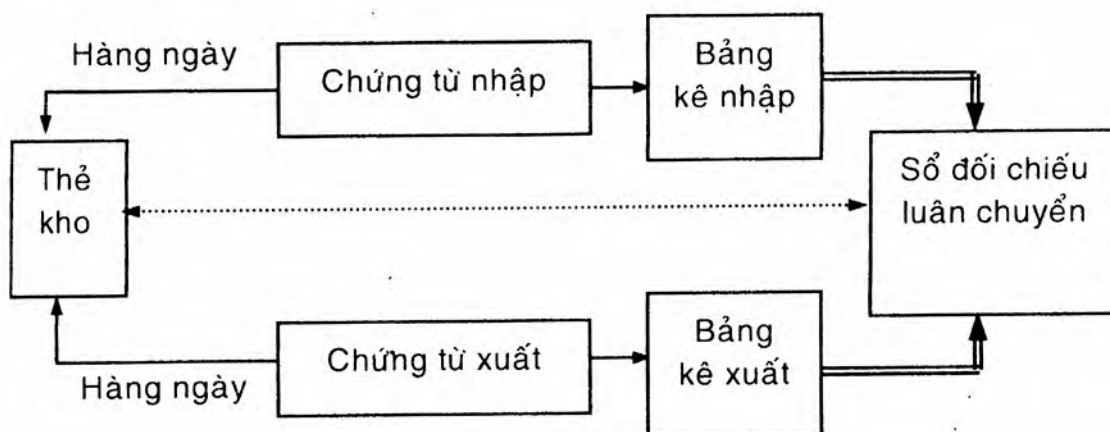 Hàng ngày
Chứng từ nhập
Bảng
kê nhập
Thẻ
kho
Sổ đối chiếu
luân chuyển
Hàng ngày
Chứng từ xuất
Bảng
kê xuất